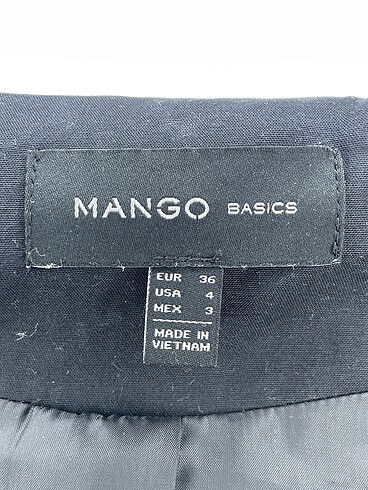 MANGO BASICS
EUR 36
USA 4
MEX 3
MADE IN
VIETNAM